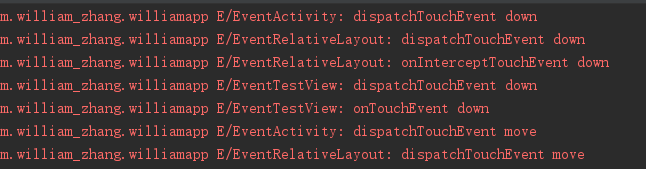 m.william_zhang.williamapp E/EventActivity: dispatchTouchEvent down
m.william_zhang.williamapp E/EventRelativeLayout: dispatchTouchEvent down
m.william_zhang.williamapp E/EventRelativeLayout: onInterceptTouchEvent down
m.william_zhang.williamapp E/EventTestView: dispatchTouchEvent down
m.william_zhang.williamapp E/EventTestView: onTouchEvent down
m.william_zhang.williamapp E/EventActivity: dispatchTouchEvent move
m.william_zhang.williamapp E/EventRelativeLayout: dispatchTouchEvent move